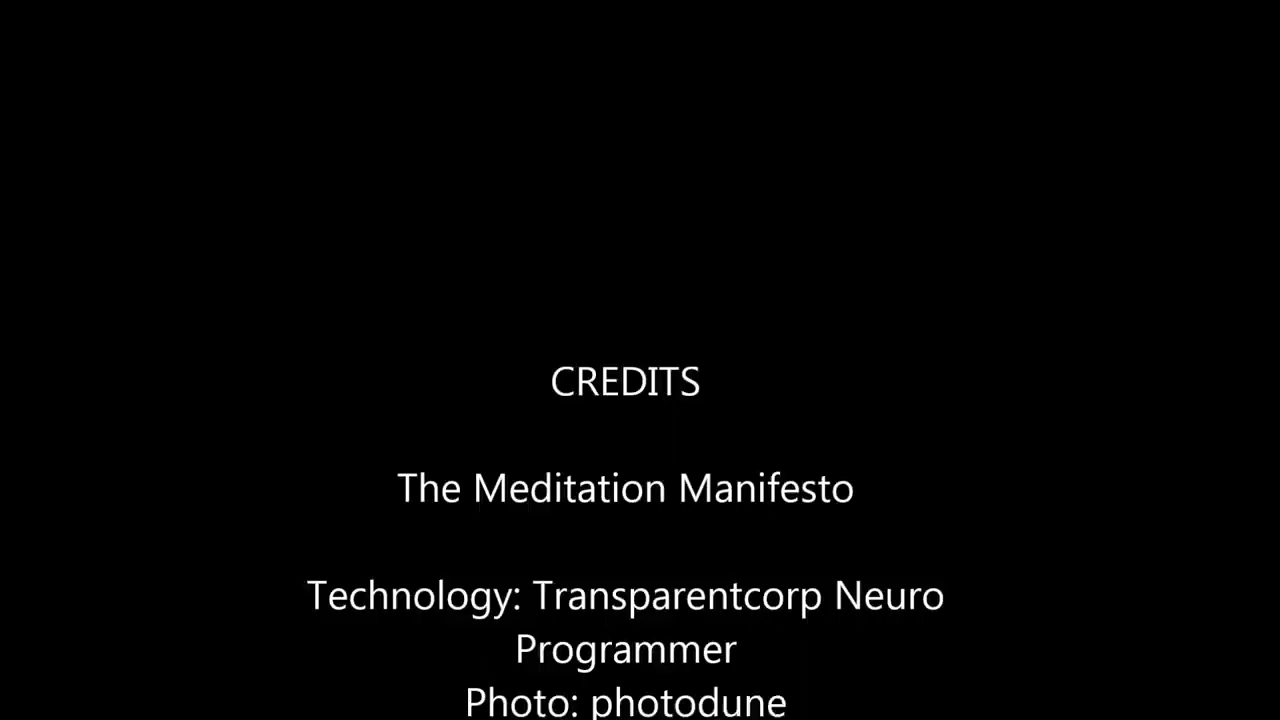 CREDITS
The Meditation Manifesto
Technology: Transparentcorp Neuro
Programmer
Photo: photodune